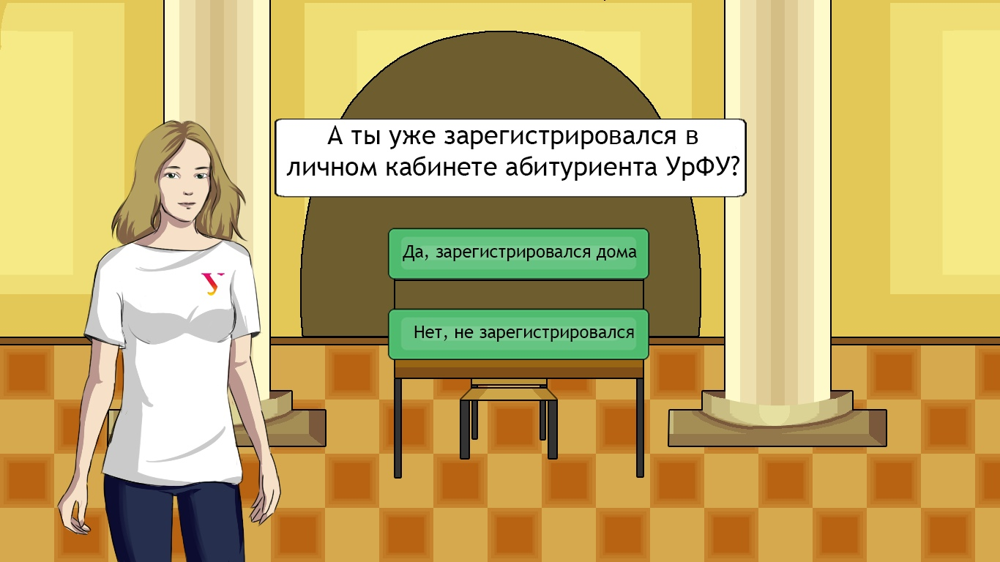 А ты уже зарегистрировался в
личном кабинете абитуриента УрФУ?
Да, зарегистрировался дома
Нет, не зарегистрировался
У